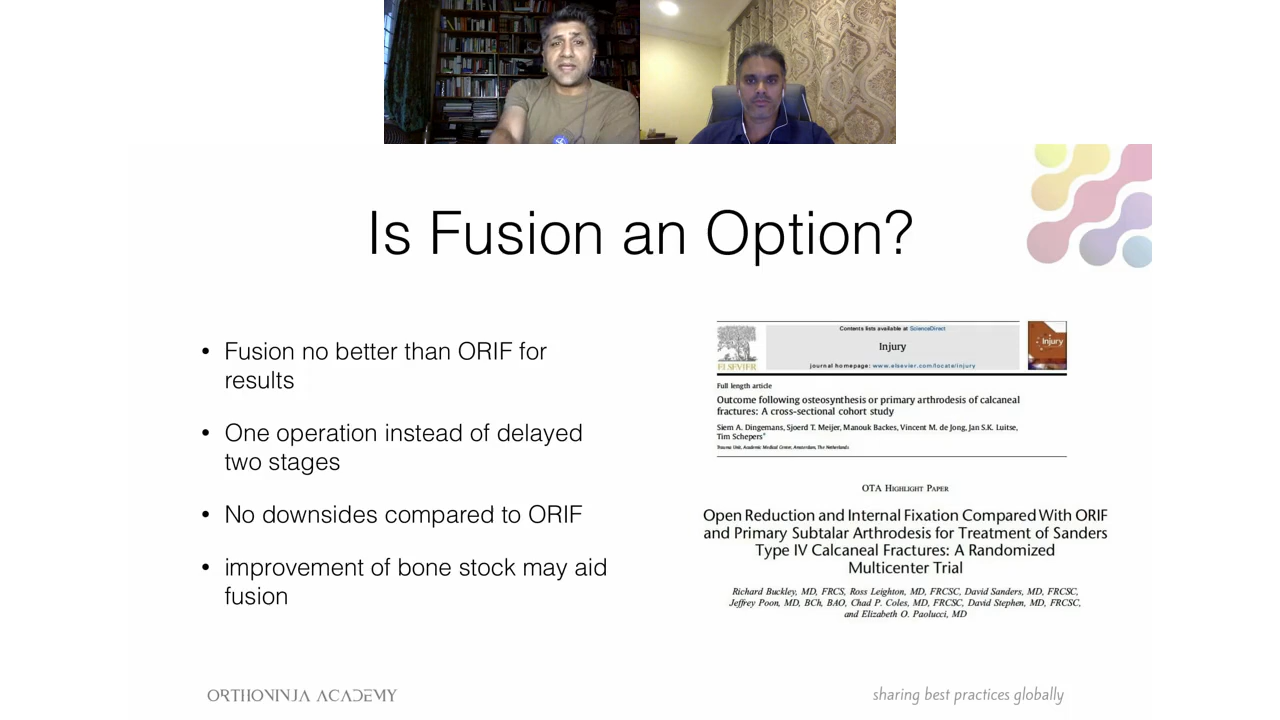 Is Fusion an Option?
• Fusion no better than ORIF for
results
• One operation instead of delayed
two stages
• No downsides compared to ORIF
• improvement of bone stock may aid
fusion
Contents lists available at ScienceDirect
Injury
journal homepage: www.elsevier.com/locate/injury
ELSEVIER
Injury
Full length article
Outcome following osteosynthesis or primary arthrodesis of calcaneal
fractures: A cross-sectional cohort study
Siem A. Dingemans, Sjoerd T. Meijer, Manouk Backes, Vincent M. de Jong, Jan S.K. Luitse,
Tim Schepers*
Trauma Unit, Academic Medical Centre, Amsterdam, The Netherlands
OTA Highlight Paper
Open Reduction and Internal Fixation Compared With ORIF
and Primary Subtalar Arthrodesis for Treatment of Sanders
Type IV Calcaneal Fractures: A Randomized
Multicenter Trial
Richard Buckley, MD, FRCS, Ross Leighton, MD, FRCSC, David Sanders, MD, FRCSC,
Jeffrey Poon, MD, BCh, BAO, Chad P. Coles, MD, FRCSC, David Stephen, MD, FRCSC,
and Elizabeth O. Paolucci, MD
ORTHONINJA ACADEMY
sharing best practices globally